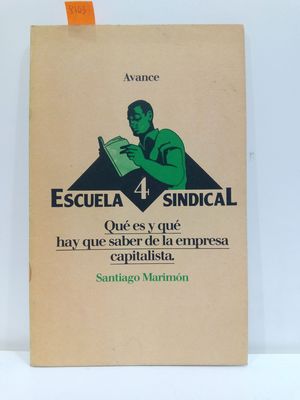 Avance
4
ESCUELA SINDICAL
Qué es y qué
hay que saber de la empresa
capitalista.
Santiago Marimón